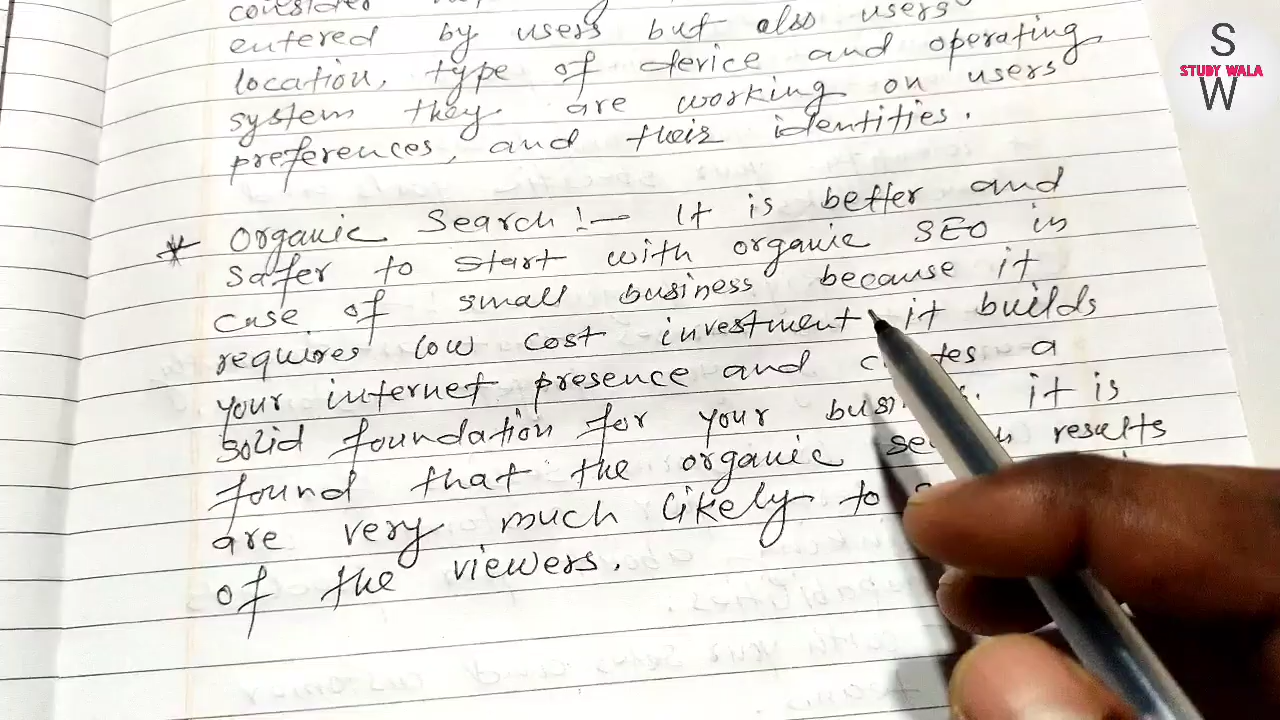 entered by users but also users
location, type of device and operating
system they are working on users
preferences, and their identities.
* Organic Search:- It is better and
safer to start with organic SEO in
case of small business because it
requires low cost investment it builds
your internet presence and a
solid foundation for your it is
found that the organic results
are very much likely to
of the viewers.
S
STUDY WALA
W